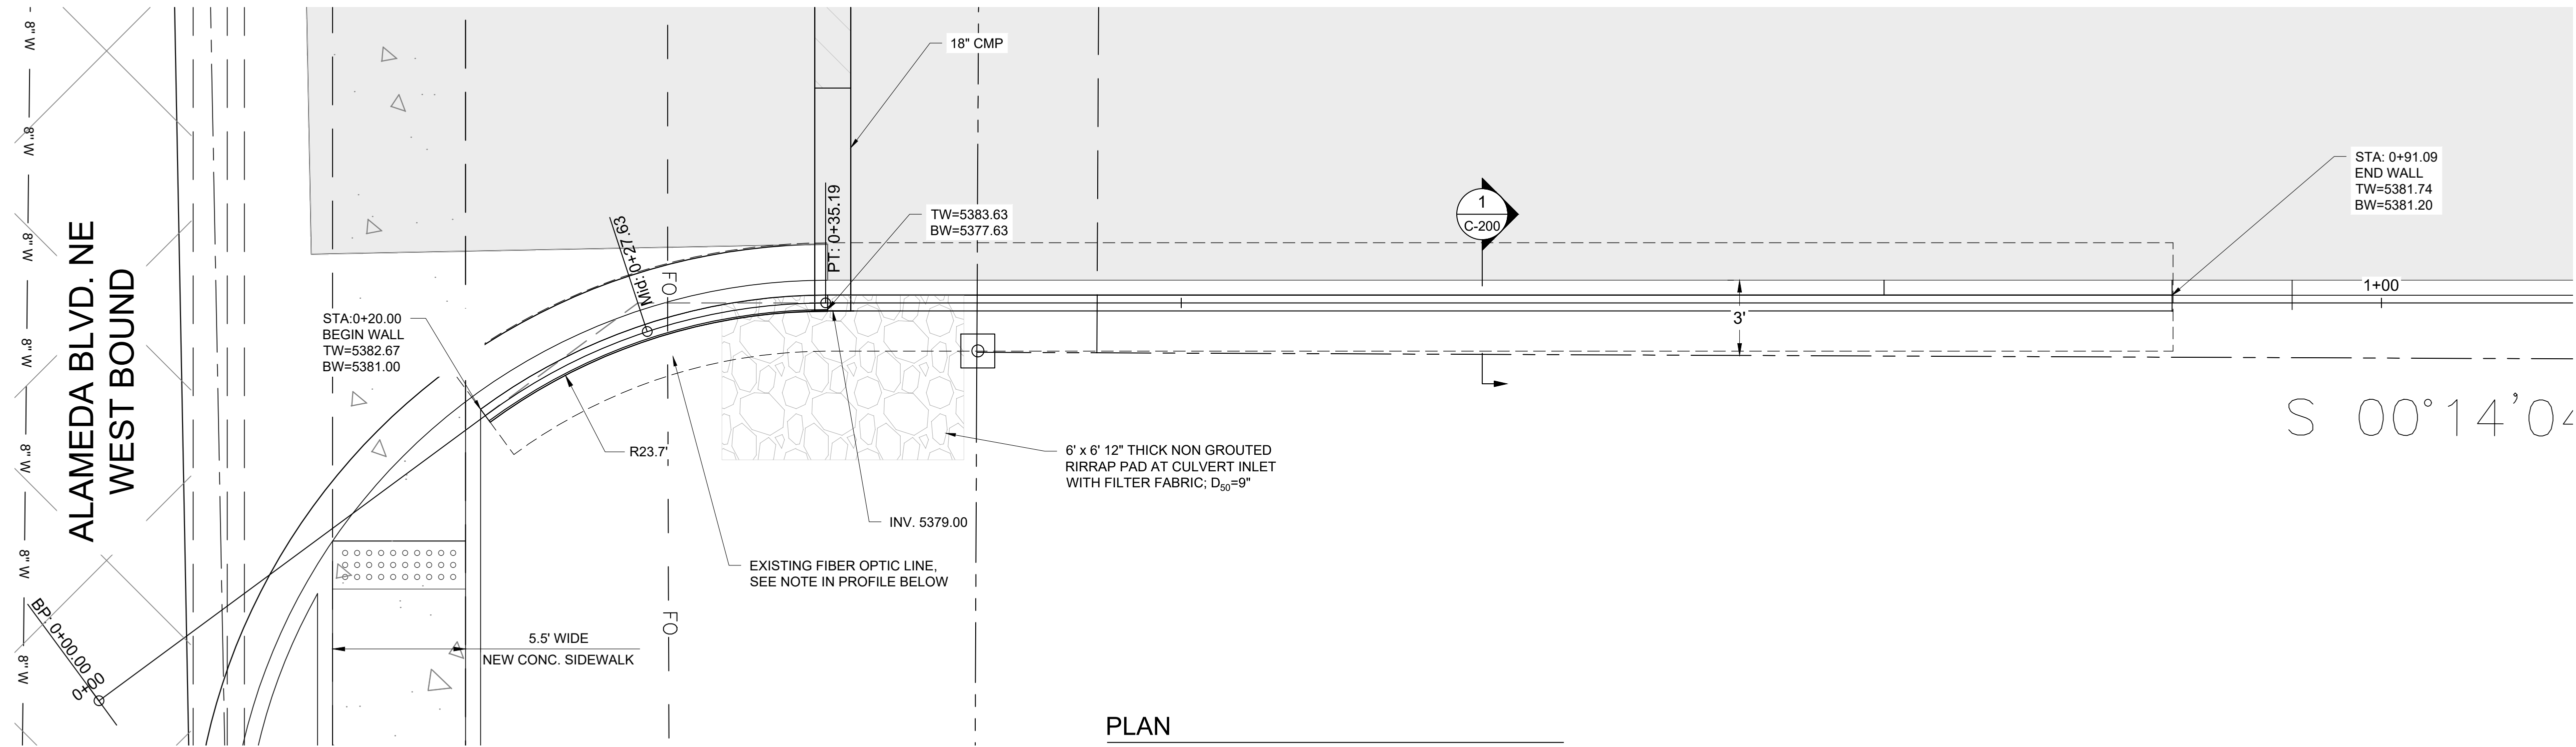 8" W
8" W
8" W
8" W
8" W
8" W
8" W
ALAMEDA BLVD. NE
WEST BOUND
BP: 0+00.00
0+00
STA:0+20.00
BEGIN WALL
TW=5382.67
BW=5381.00
Mid: 0+27.63
FO
FO
PT: 0+35.19
18" CMP
TW=5383.63
BW=5377.63
R23.7'
INV. 5379.00
EXISTING FIBER OPTIC LINE,
SEE NOTE IN PROFILE BELOW
5.5' WIDE
NEW CONC. SIDEWALK
6' x 6' 12" THICK NON GROUTED
RIRRAP PAD AT CULVERT INLET
WITH FILTER FABRIC; D50=9"
1
C-200
3'
STA: 0+91.09
END WALL
TW=5381.74
BW=5381.20
1+00
S 00°14'04
PLAN